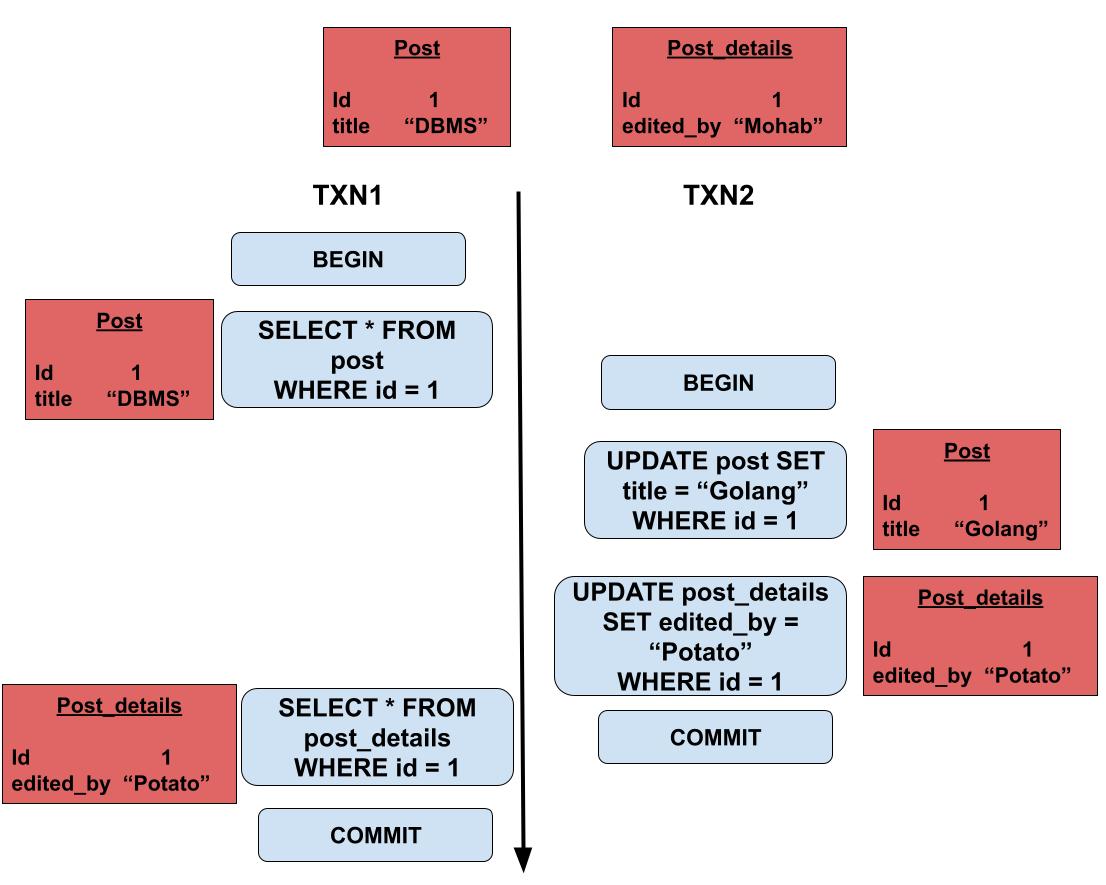 Post
Id 1
title “DBMS”
Post_details
Id 1
edited_by “Mohab”
TXN1
TXN2
BEGIN
Post
Id 1
title “DBMS”
SELECT * FROM
post
WHERE id = 1
BEGIN
UPDATE post SET
title = “Golang”
WHERE id = 1
Post
Id 1
title “Golang”
UPDATE post_details
SET edited_by =
“Potato”
WHERE id = 1
Post_details
Id 1
edited_by “Potato”
Post_details
Id 1
edited_by “Potato”
SELECT * FROM
post_details
WHERE id = 1
COMMIT
COMMIT